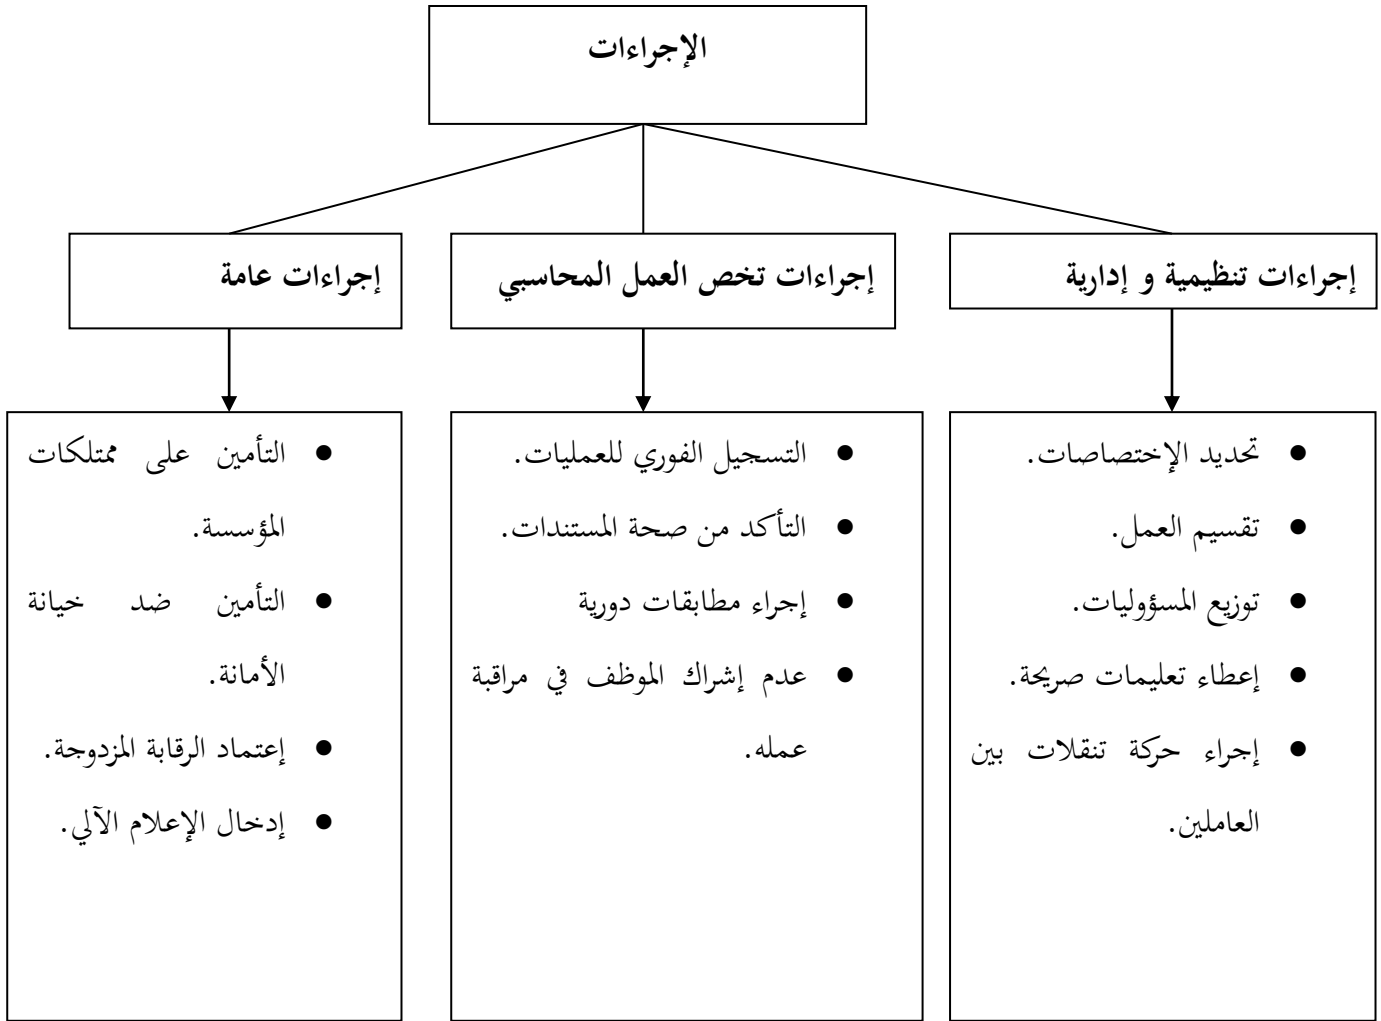 الإجراءات
إجراءات تنظيمية و إدارية
إجراءات تخص العمل المحاسبي
إجراءات عامة
● تحديد الإختصاصات.
● تقسيم العمل.
● توزيع المسؤوليات.
● إعطاء تعليمات صريحة.
● إجراء حركة تنقلات بين
العاملين.
● التسجيل الفوري للعمليات.
● التأكد من صحة المستندات.
● إجراء مطابقات دورية
● عدم إشراك الموظف في مراقبة
عمله.
● التأمين على ممتلكات
المؤسسة.
● التأمين ضد خيانة
الأمانة.
● إعتماد الرقابة المزدوجة.
● إدخال الإعلام الآلي.